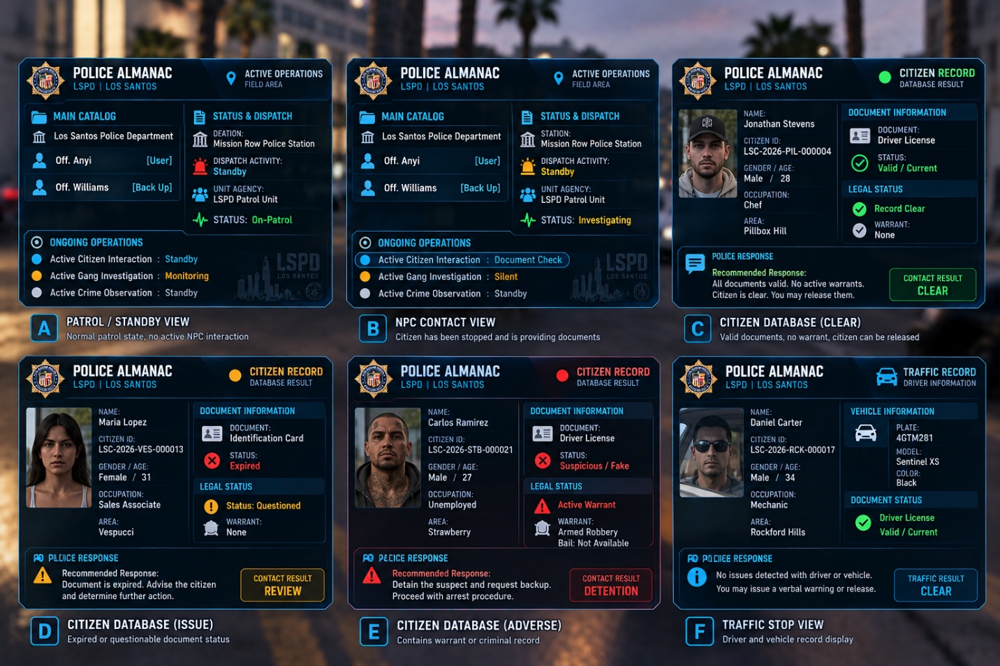 POLICE ALMANAC
LSPD | LOS SANTOS
ACTIVE OPERATIONS
FIELD AREA
MAIN CATALOG
Los Santos Police Department
Off. Anyi [User]
Off. Williams [Back Up]
STATUS & DISPATCH
DEATION:
Mission Row Police Station
DISPATCH ACTIVITY:
Standby
UNIT AGENCY:
LSPD Patrol Unit
STATUS: On-Patrol
ONGOING OPERATIONS
Active Citizen Interaction : Standby
Active Gang Investigation : Monitoring
Active Crime Observation : Standby
LSPD
LOS SANTOS
A
PATROL / STANDBY VIEW
Normal patrol state, no active NPC interaction
POLICE ALMANAC
LSPD | LOS SANTOS
ACTIVE OPERATIONS
FIELD AREA
MAIN CATALOG
Los Santos Police Department
Off. Anyi [User]
Off. Williams [Back Up]
STATUS & DISPATCH
STATION:
Mission Row Police Station
DISPATCH ACTIVITY:
Standby
UNIT AGENCY:
LSPD Patrol Unit
STATUS: Investigating
ONGOING OPERATIONS
Active Citizen Interaction : Document Check
Active Gang Investigation : Silent
Active Crime Observation : Standby
LSPD
LOS SANTOS
B
NPC CONTACT VIEW
Citizen has been stopped and is providing documents
POLICE ALMANAC
LSPD | LOS SANTOS
CITIZEN RECORD
DATABASE RESULT
NAME:
Jonathan Stevens
CITIZEN ID:
LSC-2026-PIL-000004
GENDER / AGE:
Male / 28
OCCUPATION:
Chef
AREA:
Pillbox Hill
DOCUMENT INFORMATION
DOCUMENT:
Driver License
STATUS:
Valid / Current
LEGAL STATUS
Record Clear
WARRANT:
None
POLICE RESPONSE
Recommended Response:
All documents valid. No active warrants.
Citizen is clear. You may release them.
CONTACT RESULT
CLEAR
C
CITIZEN DATABASE (CLEAR)
Valid documents, no warrant, citizen can be released
POLICE ALMANAC
LSPD | LOS SANTOS
CITIZEN RECORD
DATABASE RESULT
NAME:
Maria Lopez
CITIZEN ID:
LSC-2026-VES-000013
GENDER / AGE:
Female / 31
OCCUPATION:
Sales Associate
AREA:
Vespucci
DOCUMENT INFORMATION
DOCUMENT:
Identification Card
STATUS:
Expired
LEGAL STATUS
Status: Questioned
WARRANT:
None
RESPONSE
Recommended Response:
Document is expired. Advise the citizen
and determine further action.
CONTACT RESULT
REVIEW
D
CITIZEN DATABASE (ISSUE)
Expired or questionable document status
POLICE ALMANAC
LSPD | LOS SANTOS
CITIZEN RECORD
DATABASE RESULT
NAME:
Carlos Ramirez
CITIZEN ID:
LSC-2026-STB-000021
GENDER / AGE:
Male / 27
OCCUPATION:
Unemployed
AREA:
Strawberry
DOCUMENT INFORMATION
DOCUMENT:
Driver License
STATUS:
Suspicious / Fake
LEGAL STATUS
Active Warrant
WARRANT:
Armed Robbery
Bail: Not Available
RESPONSE
Recommended Response:
Detain the suspect and request backup.
Proceed with arrest procedure.
CONTACT RESULT
DETENTION
E
CITIZEN DATABASE (ADVERSE)
Contains warrant or criminal record
POLICE ALMANAC
LSPD | LOS SANTOS
TRAFFIC RECORD
DRIVER INFORMATION
NAME:
Daniel Carter
CITIZEN ID:
LSC-2026-RCK-000017
GENDER / AGE:
Male / 34
OCCUPATION:
Mechanic
AREA:
Rockford Hills
VEHICLE INFORMATION
PLATE:
4GTM281
MODEL:
Sentinel XS
COLOR:
Black
DOCUMENT STATUS
Driver License
Valid / Current
RESPONSE
No issues detected with driver or vehicle.
You may issue a verbal warning or release.
TRAFFIC RESULT
CLEAR
F
TRAFFIC STOP VIEW
Driver and vehicle record display